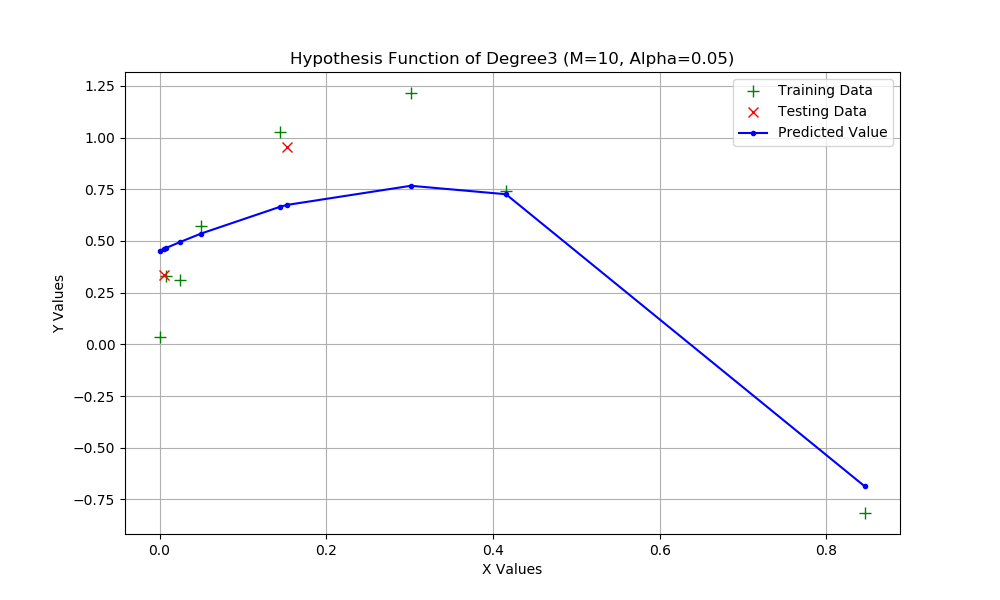 Hypothesis Function of Degree3 (M=10, Alpha=0.05)
Training Data
Testing Data
Predicted Value
Y Values
1.25
1.00
0.75
0.50
0.25
0.00
−0.25
−0.50
−0.75
0.0 0.2 0.4 0.6 0.8
X Values